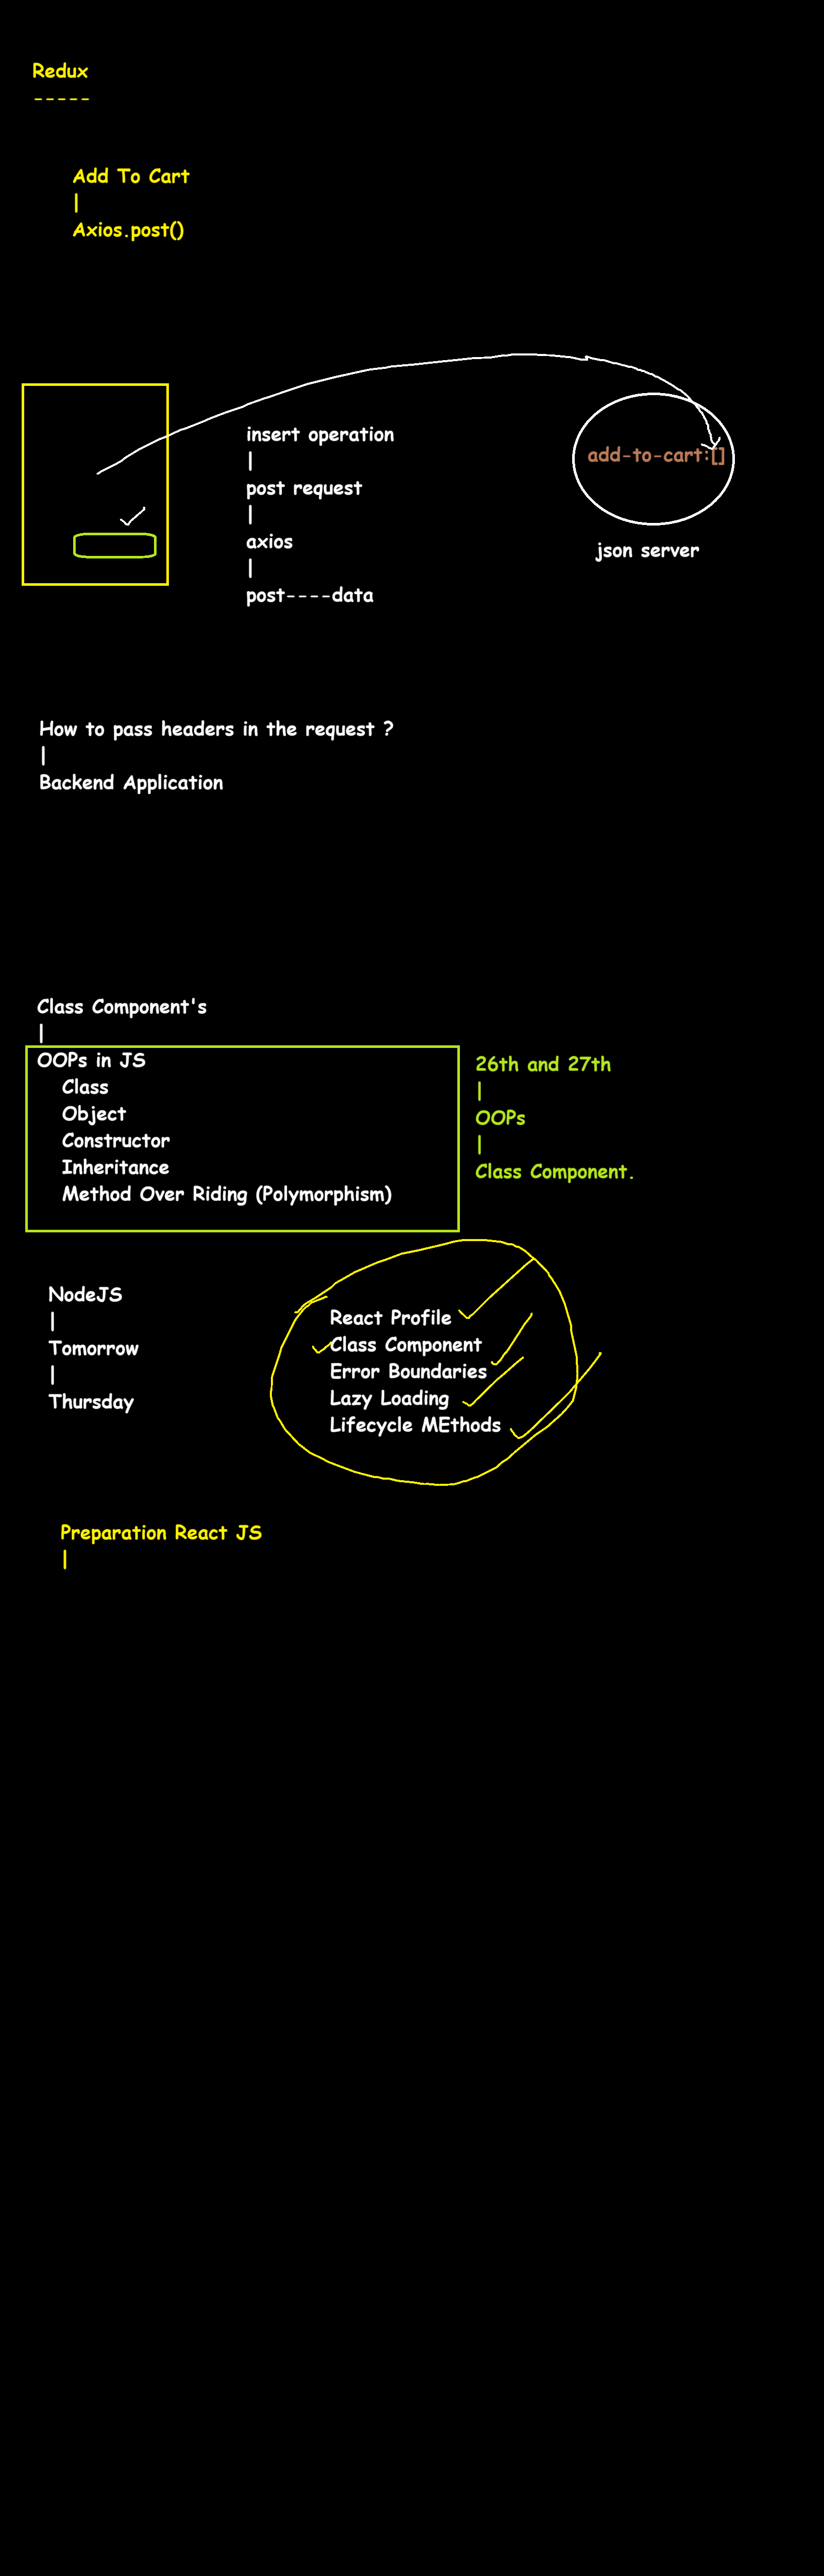 Redux
-----
Add To Cart
|
Axios.post()
insert operation
|
post request
|
axios
|
post----data
add-to-cart:[]
json server
How to pass headers in the request ?
|
Backend Application
Class Component's
|
OOPs in JS
Class
Object
Constructor
Inheritance
Method Over Riding (Polymorphism)
26th and 27th
|
OOPs
|
Class Component.
NodeJS
|
Tomorrow
|
Thursday
React Profile
Class Component
Error Boundaries
Lazy Loading
Lifecycle MEthods
Preparation React JS
|